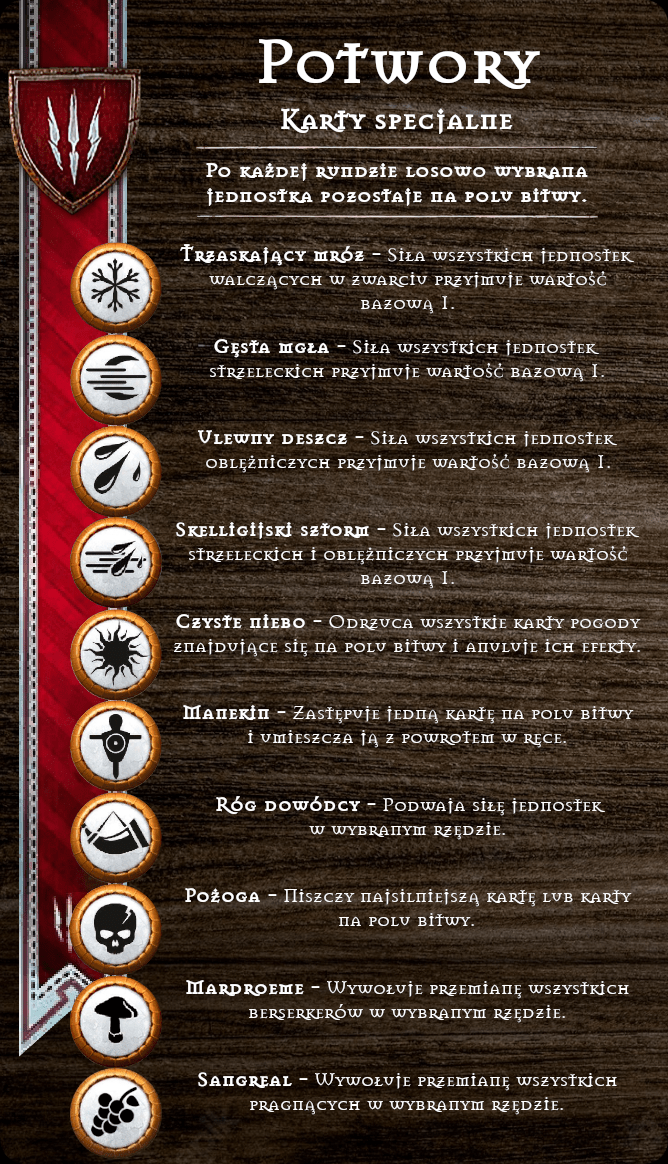 Potwory
Karty specjalne
Po każdej rundzie losowo wybrana
jednostka pozostaje na polu bitwy.
Trzaskający mróz – Siła wszystkich jednostek
walczących w zwarciu przyjmuje wartość
bazową 1.
Gęsta mgła – Siła wszystkich jednostek
strzeleckich przyjmuje wartość bazową 1.
Ulewny deszcz – Siła wszystkich jednostek
oblężniczych przyjmuje wartość bazową 1.
Skelligijski sztorm – Siła wszystkich jednostek
strzeleckich i oblężniczych przyjmuje wartość
bazową 1.
Czyste niebo – Odrzuca wszystkie karty pogody
znajdujące się na polu bitwy i anuluje ich efekty.
Manekin – Zastępuje jedną kartę na polu bitwy
i umieszcza ją z powrotem w ręce.
Róg dowódcy – Podwaja siłę jednostek
w wybranym rzędzie.
Pożoga – Niszczy najsilniejszą kartę lub karty
na polu bitwy.
Mardroeme – Wywołuje przemianę wszystkich
berserkerów w wybranym rzędzie.
Sangreal – Wywołuje przemianę wszystkich
pragnących w wybranym rzędzie.